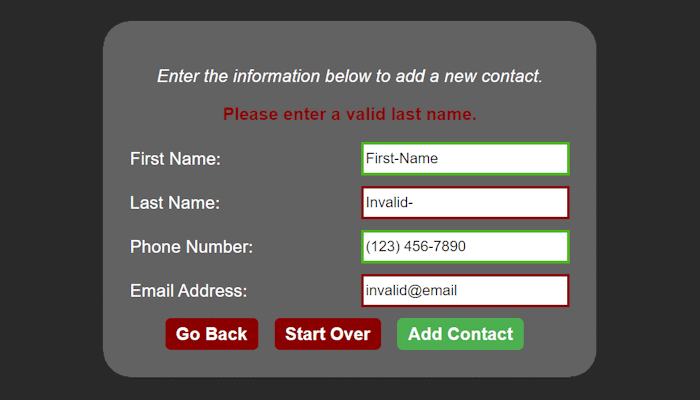 Enter the information below to add a new contact.
Please enter a valid last name.
First Name: First-Name
Last Name: Invalid-
Phone Number: (123) 456-7890
Email Address: invalid@email
Go Back Start Over Add Contact